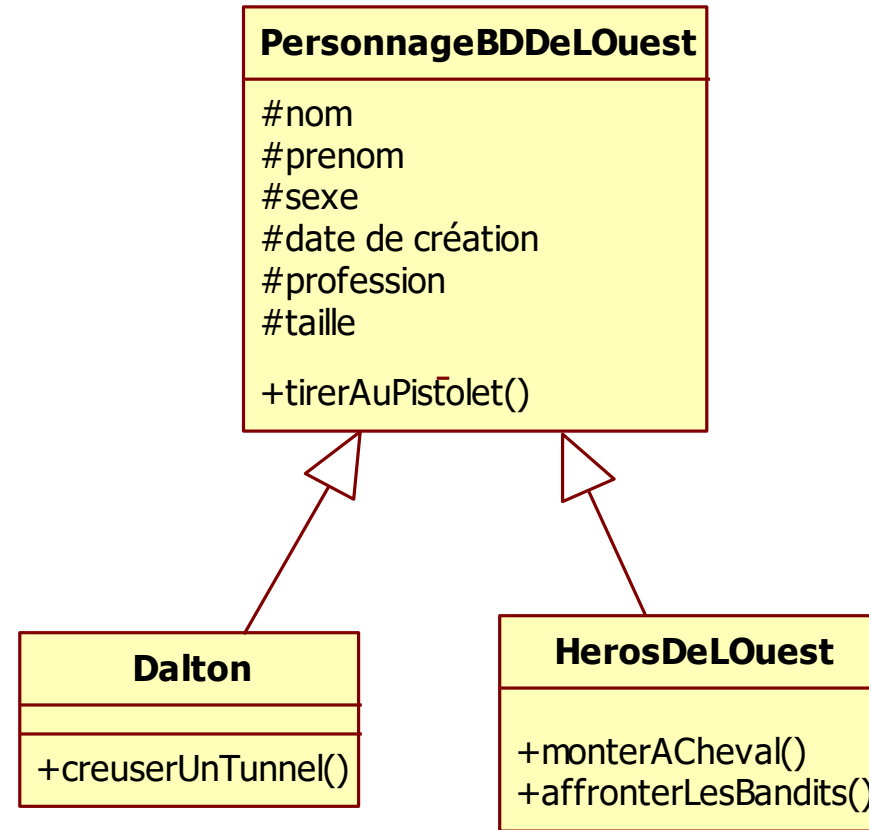 PersonnageBDDeLOuest
#nom
#prenom
#sexe
#date de création
#profession
#taille
+tirerAuPistolet()
Dalton
+creuserUnTunnel()
HerosDeLOuest
+monterACheval()
+affronterLesBandits()